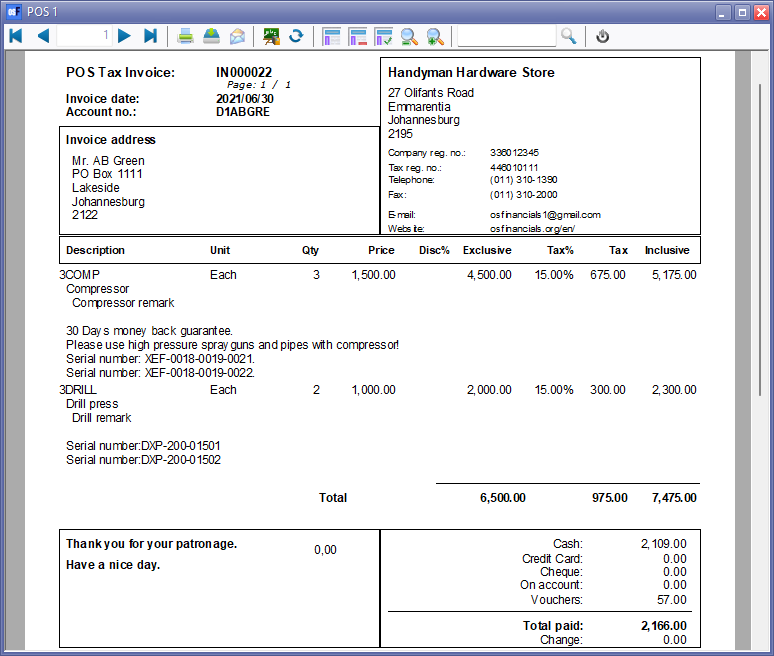 POS 1
1
POS Tax Invoice: IN000022
Page: 1 / 1
Invoice date: 2021/06/30
Account no.: D1ABGRE
Handyman Hardware Store
27 Olifants Road
Emmarentia
Johannesburg
2195
Company reg. no.: 336012345
Tax reg. no.: 446010111
Telephone: (011) 310-1390
Fax: (011) 310-2000
E-mail: osfinancials1@gmail.com
Website: osfinancials.org/en/
Invoice address
Mr. AB Green
PO Box 1111
Lakeside
Johannesburg
2122
Description Unit Qty Price Disc% Exclusive Tax% Tax Inclusive
3COMP Each 3 1,500.00 4,500.00 15.00% 675.00 5,175.00
Compressor
Compressor remark
30 Days money back guarantee.
Please use high pressure spray guns and pipes with compressor!
Serial number: XEF-0018-0019-0021.
Serial number: XEF-0018-0019-0022.
3DRILL Each 2 1,000.00 2,000.00 15.00% 300.00 2,300.00
Drill press
Drill remark
Serial number:DXP-200-01501
Serial number:DXP-200-01502
Total 6,500.00 975.00 7,475.00
Thank you for your patronage.
0,00
Have a nice day.
Cash: 2,109.00
Credit Card: 0.00
Cheque: 0.00
On account: 0.00
Vouchers: 57.00
Total paid: 2,166.00
Change: 0.00